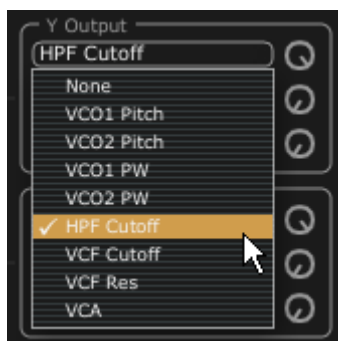 Y Output
HPF Cutoff
None
VCO1 Pitch
VCO2 Pitch
VCO1 PW
VCO2 PW
✓ HPF Cutoff
VCF Cutoff
VCF Res
VCA